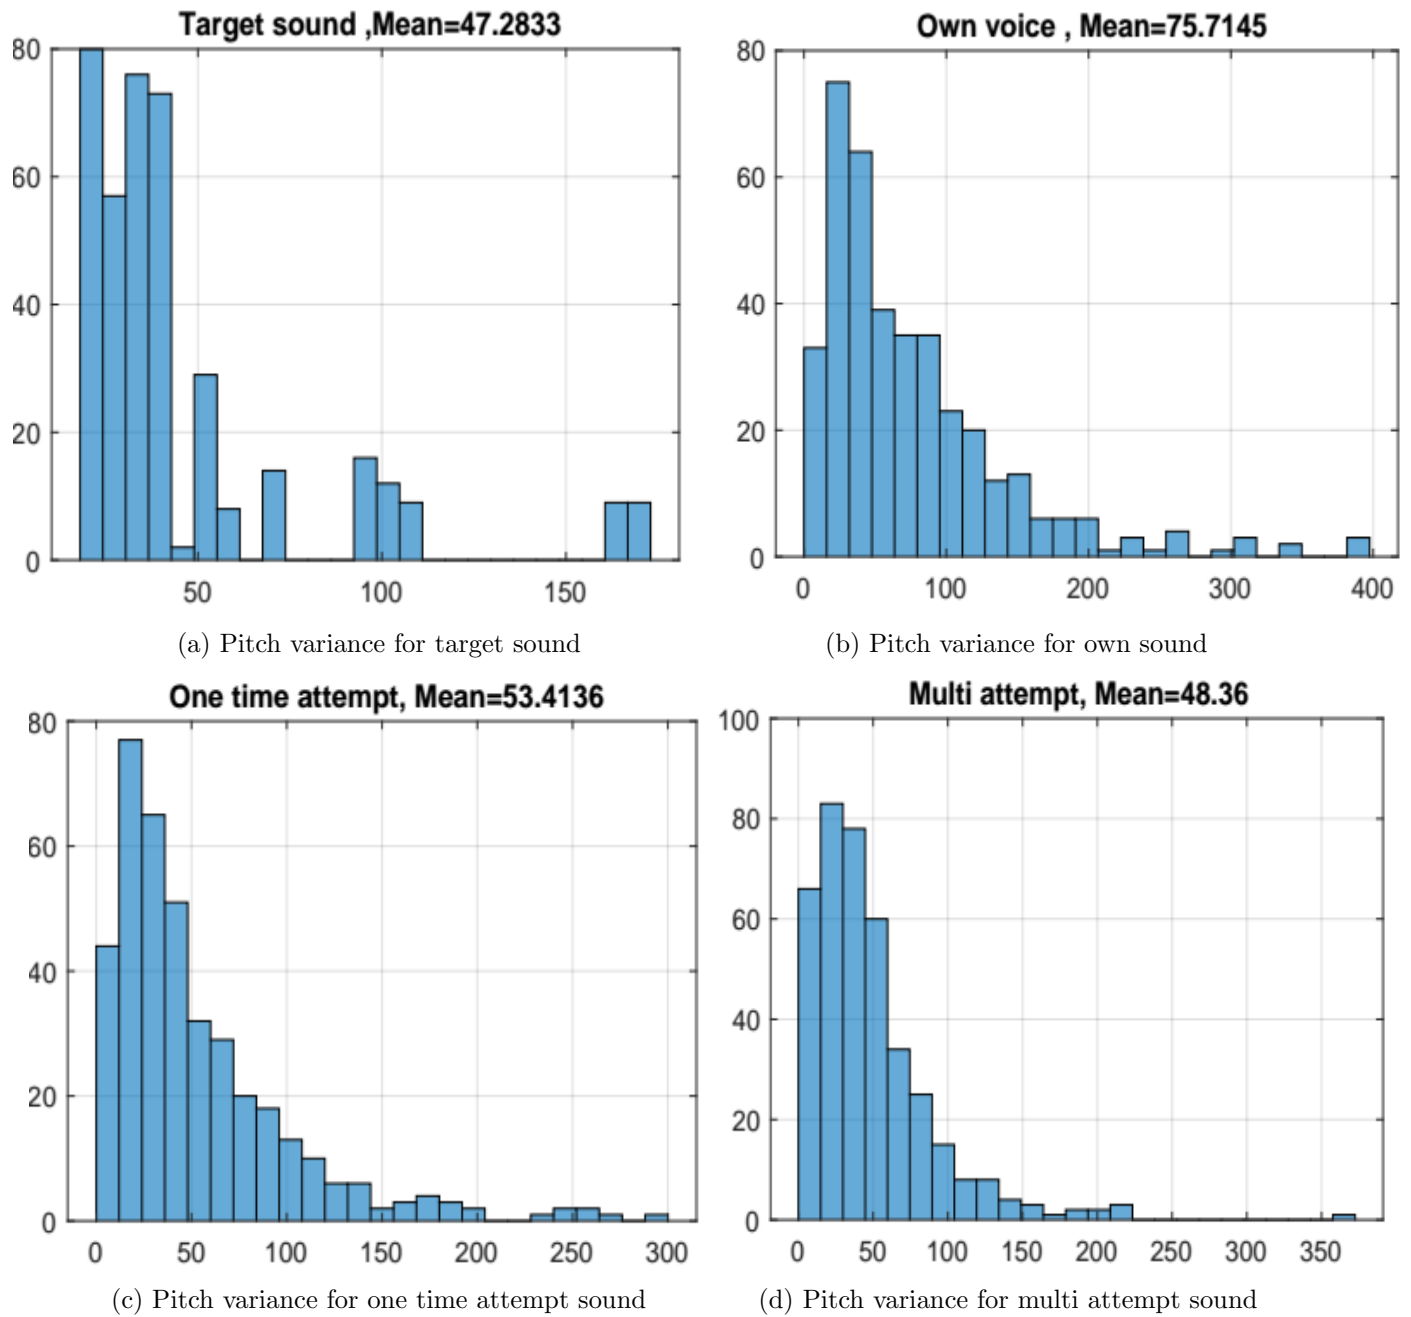 Target sound ,Mean=47.2833
80
60
40
20
0
50 100 150
(a) Pitch variance for target sound
Own voice , Mean=75.7145
80
60
40
20
0
0 100 200 300 400
(b) Pitch variance for own sound
One time attempt, Mean=53.4136
80
60
40
20
0
0 50 100 150 200 250 300
(c) Pitch variance for one time attempt sound
Multi attempt, Mean=48.36
100
80
60
40
20
0
0 50 100 150 200 250 300 350
(d) Pitch variance for multi attempt sound